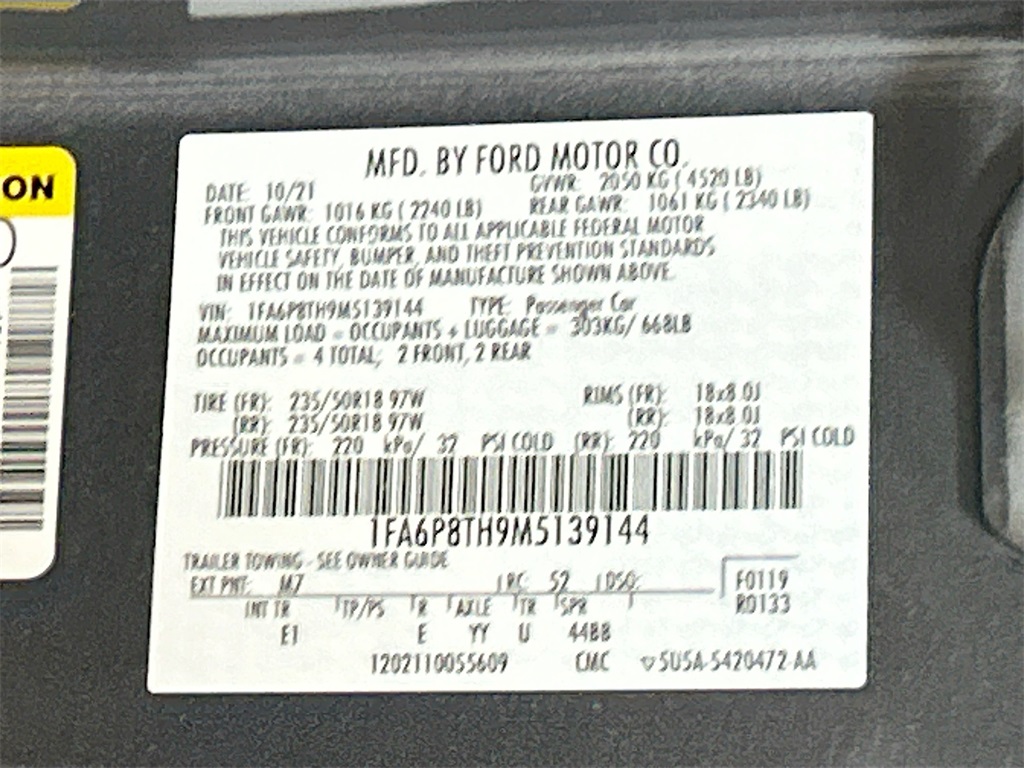 ON
MFD. BY FORD MOTOR CO.
DATE: 10/21 GVWR: 2050 KG ( 4520 LB)
FRONT GAWR: 1016 KG ( 2240 LB) REAR GAWR: 1061 KG ( 2340 LB)
THIS VEHICLE CONFORMS TO ALL APPLICABLE FEDERAL MOTOR
VEHICLE SAFETY, BUMPER, AND THEFT PREVENTION STANDARDS
IN EFFECT ON THE DATE OF MANUFACTURE SHOWN ABOVE.
VIN: 1FA6P8TH9M5139144 TYPE: Passenger Car
MAXIMUM LOAD = OCCUPANTS + LUGGAGE = 303KG/ 668LB
OCCUPANTS = 4 TOTAL; 2 FRONT, 2 REAR
TIRE (FR): 235/50R18 97W RIMS (FR): 18x8.0J
(RR): 235/50R18 97W (RR): 18x8.0J
PRESSURE (FR): 220 kPa/ 32 PSI COLD (RR): 220 kPa/ 32 PSI COLD
1FA6P8TH9M5139144
TRAILER TOWING - SEE OWNER GUIDE
EXT PNT: M7 RC: 52 DSO: F0119
INT TR TP/PS R AXLE TR SPR R0133
E1 E YY U 44BB
1202110055609 CMC ▽5U5A-5420472-AA